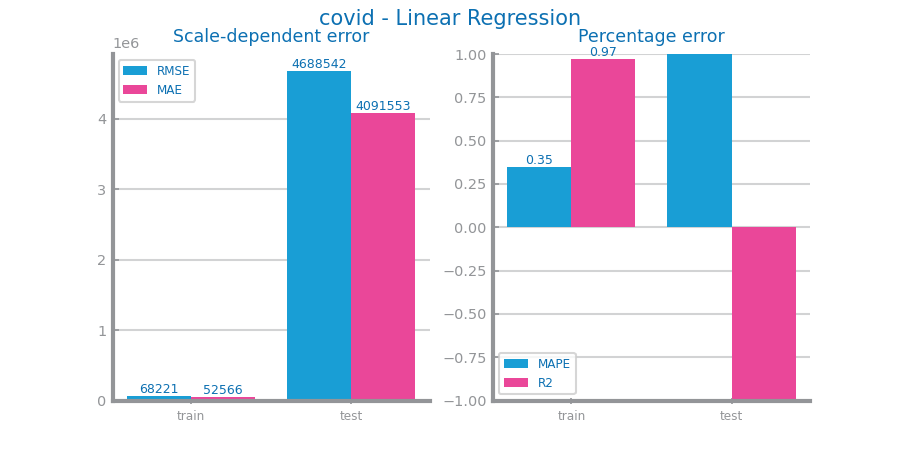 covid - Linear Regression
Scale-dependent error
1e6
RMSE
MAE
4688542
4091553
68221
52566
4
3
2
1
0
train
test
Percentage error
0.97
0.35
1.00
0.75
0.50
0.25
0.00
−0.25
−0.50
−0.75
−1.00
MAPE
R2
train
test